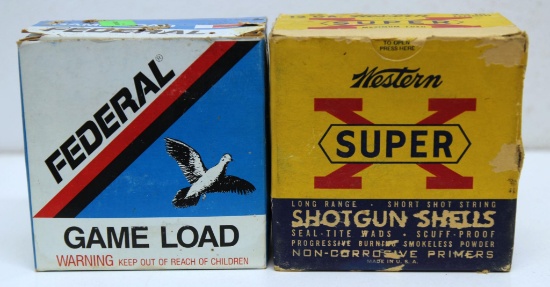 FEDERAL.
FEDERAL®
GAME LOAD
WARNING KEEP OUT OF REACH OF CHILDREN
TO OPEN
PRESS HERE
Western
SUPER
X
LONG RANGE · SHORT SHOT STRING
SHOTGUN SHELLS
SEAL-TITE WADS · SCUFF-PROOF
PROGRESSIVE BURNING SMOKELESS POWDER
NON-CORROSIVE PRIMERS
MADE IN U.S.A.